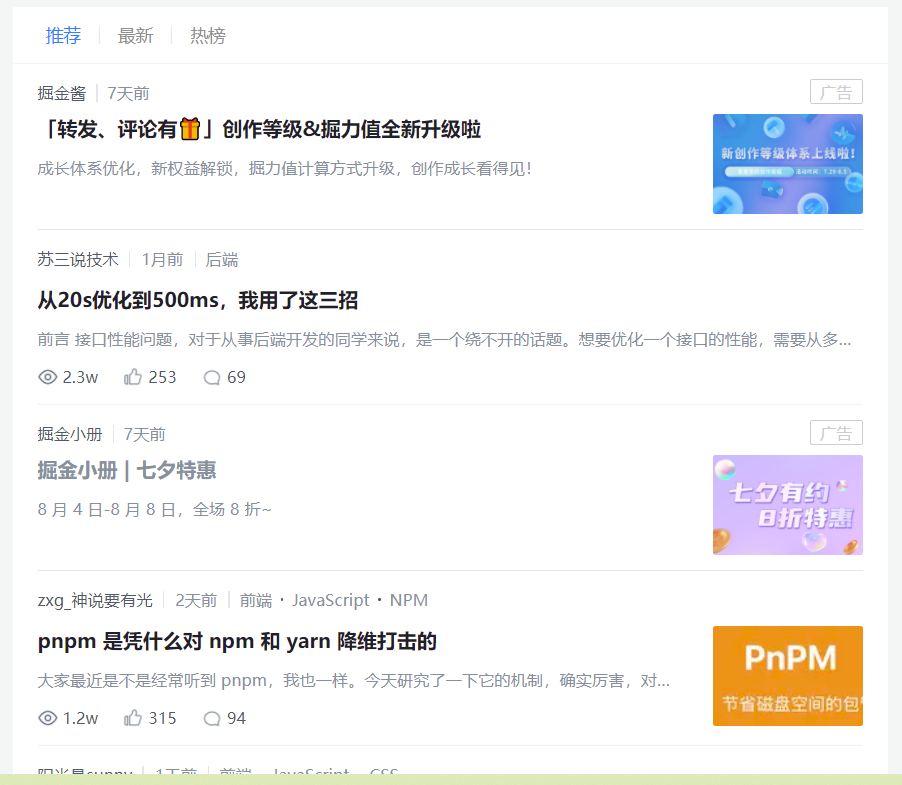 推荐 最新 热榜
掘金酱 7天前 广告
「转发、评论有🎁」创作等级&掘力值全新升级啦
成长体系优化，新权益解锁，掘力值计算方式升级，创作成长看得见！
新创作等级体系上线啦！
苏三说技术 1月前 后端
从20s优化到500ms，我用了这三招
前言 接口性能问题，对于从事后端开发的同学来说，是一个绕不开的话题。想要优化一个接口的性能，需要从多...
2.3w 253 69
掘金小册 7天前 广告
掘金小册 | 七夕特惠
8 月 4 日-8 月 8 日，全场 8 折~
七夕有约
8折特惠
zxg_神说要有光 2天前 前端 · JavaScript · NPM
pnpm 是凭什么对 npm 和 yarn 降维打击的
大家最近是不是经常听到 pnpm，我也一样。今天研究了一下它的机制，确实厉害，对...
PnPM
节省磁盘空间的包
1.2w 315 94